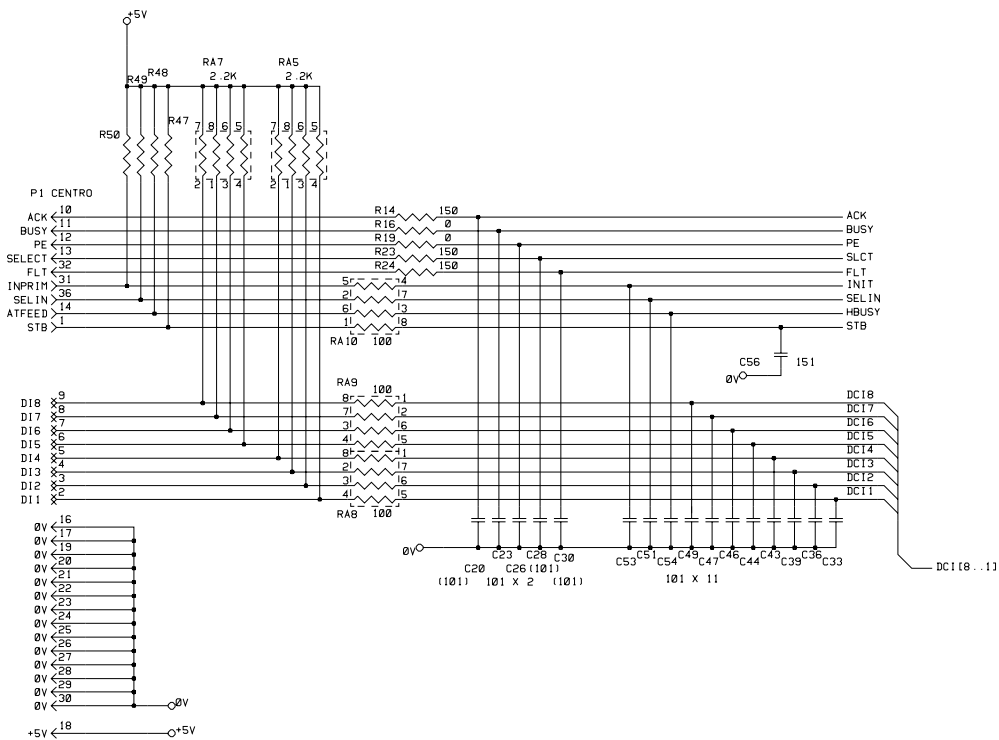 +5V
R49 R48 RA7 RA5
2.2K 2.2K
R50 R47
7 8 6 5 7 8 6 5
2 1 3 4 2 1 3 4
P1 CENTRO
ACK 10 R14 150 ACK
BUSY 11 R16 0 BUSY
PE 12 R19 0 PE
SELECT 13 R23 150 SLCT
FLT 32 R24 150 FLT
INPRIM 31 5 4 INIT
SELIN 36 2 7 SELIN
ATFEED 14 6 3 HBUSY
STB 1 1 8 STB
RA10 100
C56 151
0V
RA9 100
DI8 9 8 1 DCI8
DI7 8 7 2 DCI7
DI6 7 3 6 DCI6
DI5 6 4 5 DCI5
DI4 5 8 1 DCI4
DI3 4 2 7 DCI3
DI2 3 3 6 DCI2
DI1 2 4 5 DCI1
RA8 100
0V 16
0V 17
0V 19
0V 20
0V 21
0V 22
0V 23
0V 24
0V 25
0V 26
0V 27
0V 28
0V 29
0V 30 0V
+5V 18 +5V
0V
C20 C23 C26 C28 C30 C53 C51 C54 C49 C47 C46 C44 C43 C39 C36 C33
(101) 101 X 2 (101) (101) 101 X 11
DCI[8..1]